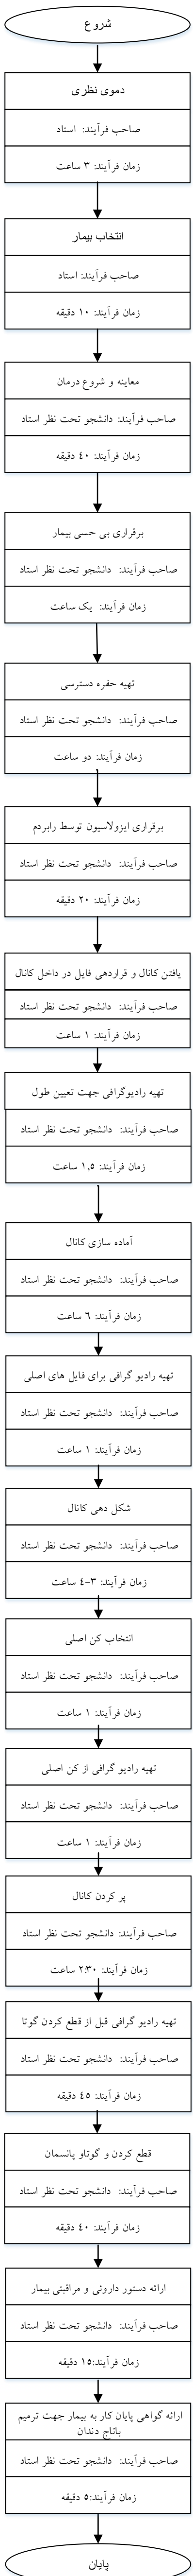 شروع
دموی نظری
صاحب فرآیند: استاد
زمان فرآیند: ۳ ساعت
انتخاب بیمار
صاحب فرآیند: استاد
زمان فرآیند: ۱۰ دقیقه
معاینه و شروع درمان
صاحب فرآیند: دانشجو تحت نظر استاد
زمان فرآیند: ٤۰ دقیقه
برقراری بی حسی بیمار
صاحب فرآیند: دانشجو تحت نظر استاد
زمان فرآیند: یک ساعت
تهیه حفره دسترسی
صاحب فرآیند: دانشجو تحت نظر استاد
زمان فرآیند: دو ساعت
برقراری ایزولاسیون توسط رابردم
صاحب فرآیند: دانشجو تحت نظر استاد
زمان فرآیند: ۲۰ دقیقه
یافتن کانال و قراردهی فایل در داخل کانال
صاحب فرآیند: دانشجو تحت نظر استاد
زمان فرآیند: ۱ ساعت
تهیه رادیوگرافی جهت تعیین طول
صاحب فرآیند: دانشجو تحت نظر استاد
زمان فرآیند: ۱,۵ ساعت
آماده سازی کانال
صاحب فرآیند: دانشجو تحت نظر استاد
زمان فرآیند: ٦ ساعت
تهیه رادیو گرافی برای فایل های اصلی
صاحب فرآیند: دانشجو تحت نظر استاد
زمان فرآیند: ۱ ساعت
شکل دهی کانال
صاحب فرآیند: دانشجو تحت نظر استاد
زمان فرآیند: ۳-٤ ساعت
انتخاب کن اصلی
صاحب فرآیند: دانشجو تحت نظر استاد
زمان فرآیند: ۱ ساعت
تهیه رادیو گرافی از کن اصلی
صاحب فرآیند: دانشجو تحت نظر استاد
زمان فرآیند: ۱ ساعت
پر کردن کانال
صاحب فرآیند: دانشجو تحت نظر استاد
زمان فرآیند: ۲:۳۰ ساعت
تهیه رادیو گرافی قبل از قطع کردن گوتا
صاحب فرآیند: دانشجو تحت نظر استاد
زمان فرآیند: ٤۵ دقیقه
قطع کردن و گوتاو پانسمان
صاحب فرآیند: دانشجو تحت نظر استاد
زمان فرآیند: ٤۰ دقیقه
ارائه دستور داروئی و مراقبتی بیمار
صاحب فرآیند: دانشجو تحت نظر استاد
زمان فرآیند:۱۵ دقیقه
ارائه گواهی پایان کار به بیمار جهت ترمیم
باتاج دندان
صاحب فرآیند: دانشجو تحت نظر استاد
زمان فرآیند:۵ دقیقه
پایان